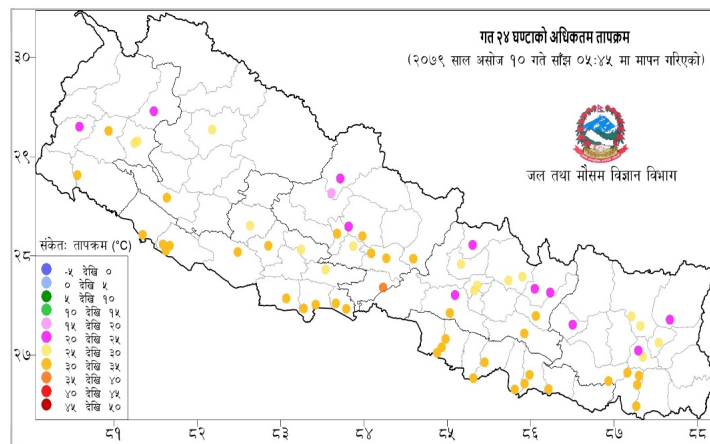 गत २४ घण्टाको अधिकतम तापक्रम
(२०७९ साल असोज १० गते साँझ ०५:४५ मा मापन गरिएको)
जल तथा मौसम विज्ञान विभाग
३०
२९
२८
२७
संकेतः तापक्रम (°C)
-५ देखि ०
० देखि ५
५ देखि १०
१० देखि १५
१५ देखि २०
२० देखि २५
२५ देखि ३०
३० देखि ३५
३५ देखि ४०
४० देखि ४५
४५ देखि ५०
८१ ८२ ८३ ८४ ८५ ८६ ८७ ८८